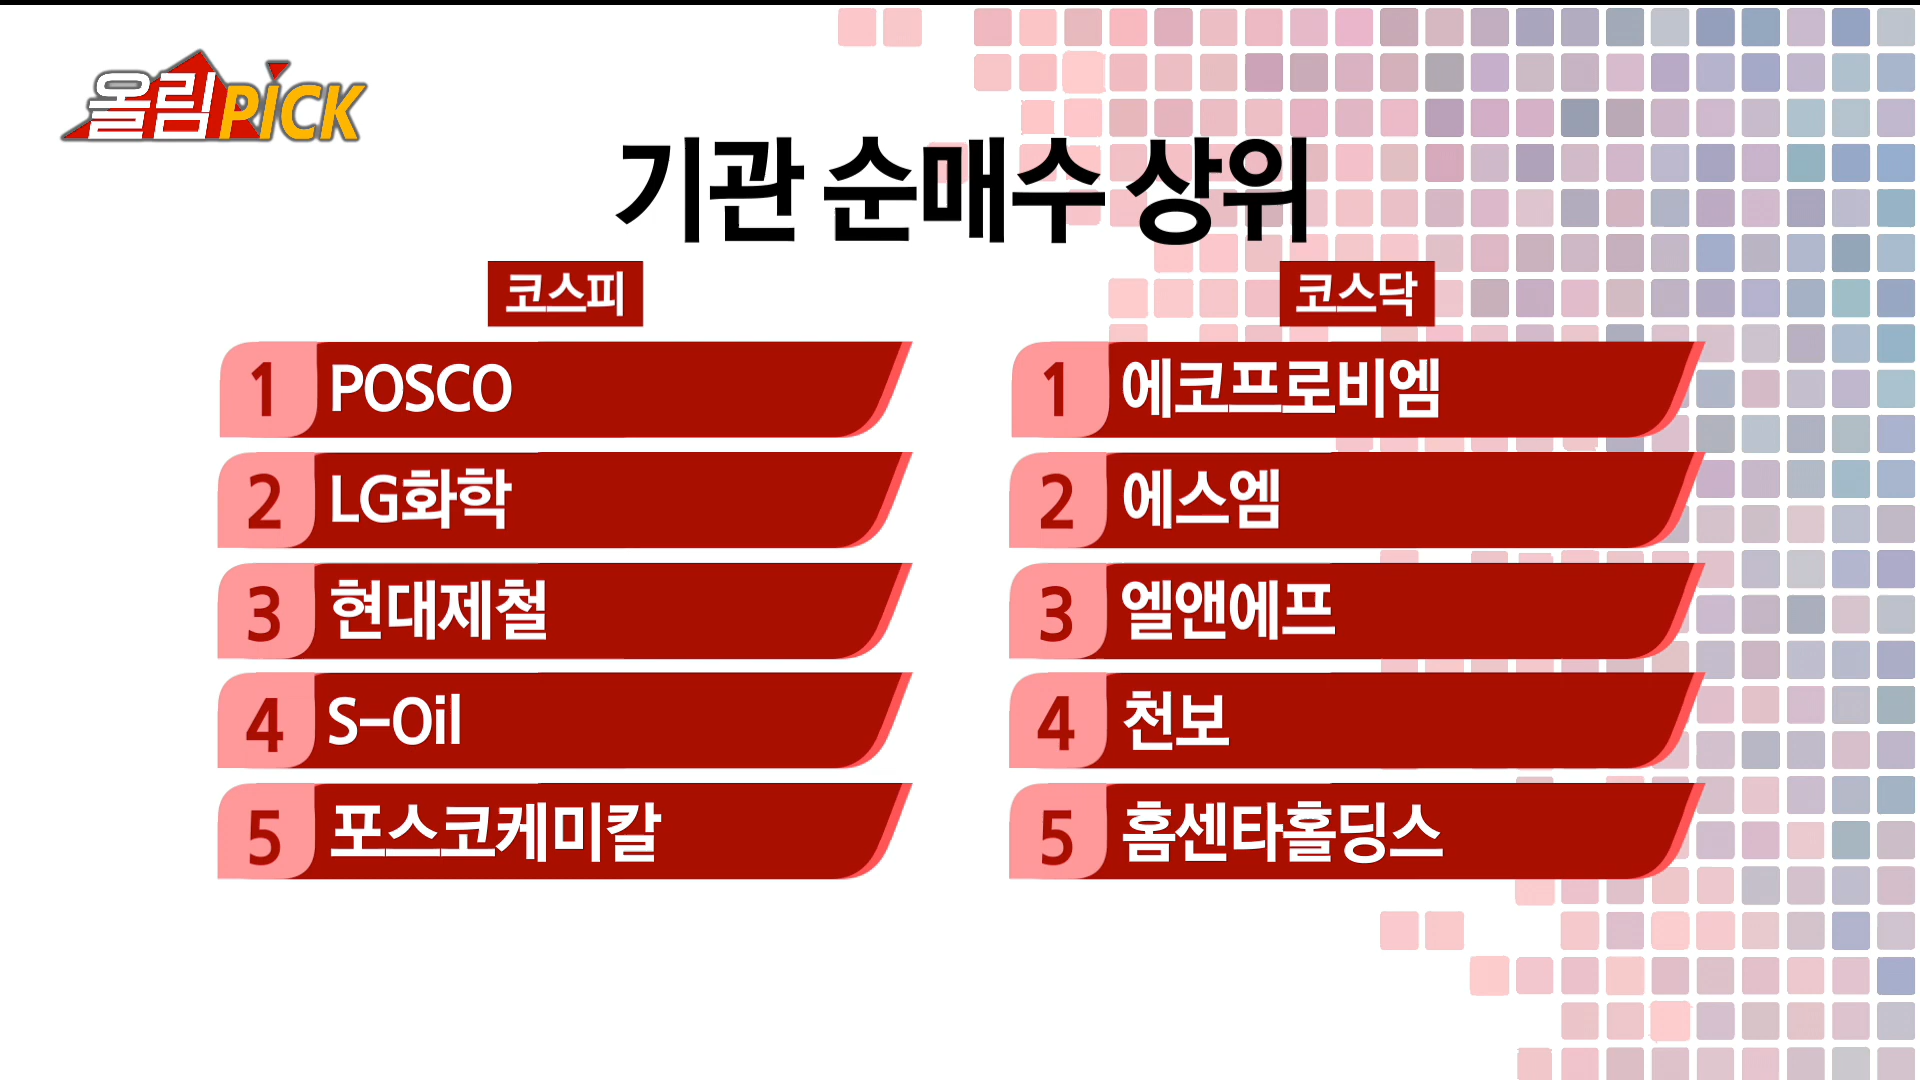 올림PICK
기관 순매수 상위
코스피
1 POSCO
2 LG화학
3 현대제철
4 S-Oil
5 포스코케미칼
코스닥
1 에코프로비엠
2 에스엠
3 엘앤에프
4 천보
5 홈센타홀딩스